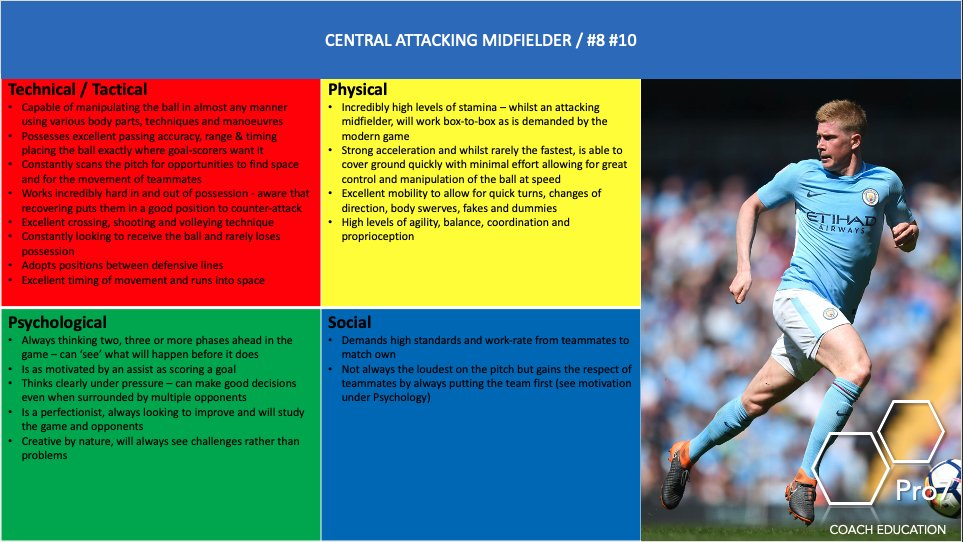 CENTRAL ATTACKING MIDFIELDER / #8 #10
Technical / Tactical
• Capable of manipulating the ball in almost any manner
using various body parts, techniques and manoeuvres
• Possesses excellent passing accuracy, range & timing
placing the ball exactly where goal-scorers want it
• Constantly scans the pitch for opportunities to find space
and for the movement of teammates
• Works incredibly hard in and out of possession - aware that
recovering puts them in a good position to counter-attack
• Excellent crossing, shooting and volleying technique
• Constantly looking to receive the ball and rarely loses
possession
• Adopts positions between defensive lines
• Excellent timing of movement and runs into space
Physical
• Incredibly high levels of stamina – whilst an attacking
midfielder, will work box-to-box as is demanded by the
modern game
• Strong acceleration and whilst rarely the fastest, is able to
cover ground quickly with minimal effort allowing for great
control and manipulation of the ball at speed
• Excellent mobility to allow for quick turns, changes of
direction, body swerves, fakes and dummies
• High levels of agility, balance, coordination and
proprioception
Psychological
• Always thinking two, three or more phases ahead in the
game – can ‘see’ what will happen before it does
• Is as motivated by an assist as scoring a goal
• Thinks clearly under pressure – can make good decisions
even when surrounded by multiple opponents
• Is a perfectionist, always looking to improve and will study
the game and opponents
• Creative by nature, will always see challenges rather than
problems
Social
• Demands high standards and work-rate from teammates to
match own
• Not always the loudest on the pitch but gains the respect of
teammates by always putting the team first (see motivation
under Psychology)
ETIHAD
AIRWAYS
Pro7
COACH EDUCATION